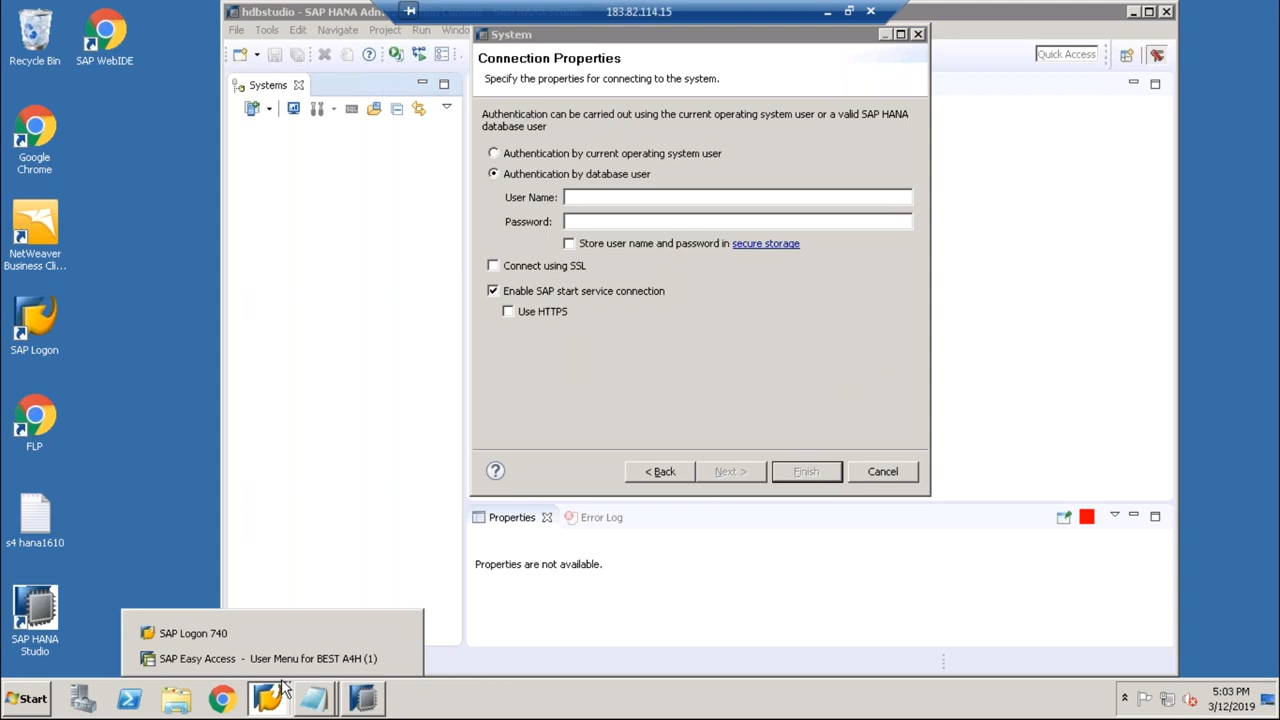 hdbstudio - SAP HANA Adm
183.82.114.15
File Tools Edit Navigate Project Run Windo
Quick Access
Systems
System
Connection Properties
Specify the properties for connecting to the system.
Authentication can be carried out using the current operating system user or a valid SAP HANA
database user
Authentication by current operating system user
Authentication by database user
User Name:
Password:
Store user name and password in secure storage
Connect using SSL
Enable SAP start service connection
Use HTTPS
?
< Back
Next >
Finish
Cancel
Properties
Error Log
Properties are not available.
Recycle Bin
SAP WebIDE
Google
Chrome
NetWeaver
Business Cli...
SAP Logon
FLP
s4 hana1610
SAP HANA
Studio
SAP Logon 740
SAP Easy Access - User Menu for BEST A4H (1)
Start
5:03 PM
3/12/2019